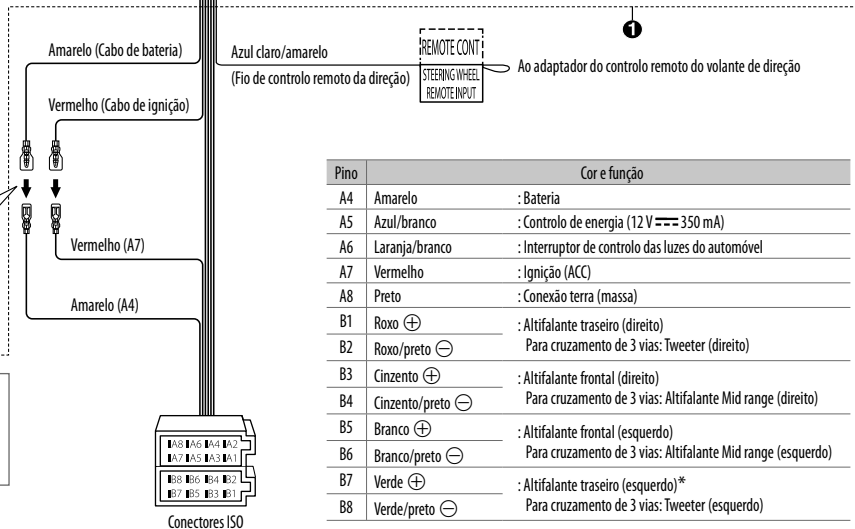 ❶
Amarelo (Cabo de bateria)
Azul claro/amarelo
(Fio de controlo remoto da direção)
REMOTE CONT
STEERING WHEEL
REMOTE INPUT
Ao adaptador do controlo remoto do volante de direção
Vermelho (Cabo de ignição)
Vermelho (A7)
Amarelo (A4)
A8 A6 A4 A2
A7 A5 A3 A1
B8 B6 B4 B2
B7 B5 B3 B1
Conectores ISO
Pino Cor e função
A4 Amarelo : Bateria
A5 Azul/branco : Controlo de energia (12 V ⎓ 350 mA)
A6 Laranja/branco : Interruptor de controlo das luzes do automóvel
A7 Vermelho : Ignição (ACC)
A8 Preto : Conexão terra (massa)
B1 Roxo ⊕ : Altifalante traseiro (direito)
B2 Roxo/preto ⊖ Para cruzamento de 3 vias: Tweeter (direito)
B3 Cinzento ⊕ : Altifalante frontal (direito)
B4 Cinzento/preto ⊖ Para cruzamento de 3 vias: Altifalante Mid range (direito)
B5 Branco ⊕ : Altifalante frontal (esquerdo)
B6 Branco/preto ⊖ Para cruzamento de 3 vias: Altifalante Mid range (esquerdo)
B7 Verde ⊕ : Altifalante traseiro (esquerdo)*
B8 Verde/preto ⊖ Para cruzamento de 3 vias: Tweeter (esquerdo)